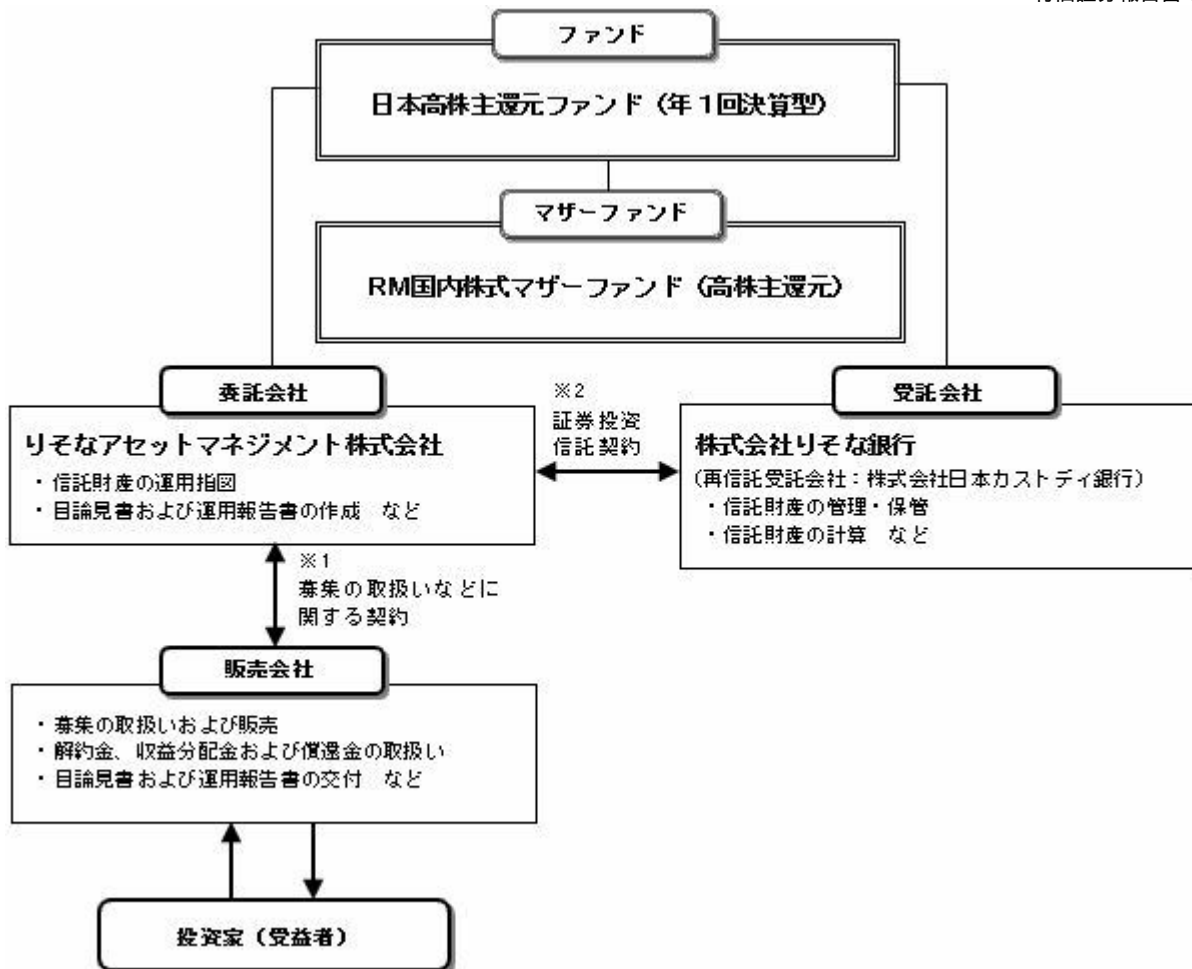 ファンド
日本高株主還元ファンド（年１回決算型）
マザーファンド
RM国内株式マザーファンド（高株主還元）
委託会社
りそなアセットマネジメント株式会社
・信託財産の運用指図
・目論見書および運用報告書の作成　など
※2
証券投資
信託契約
受託会社
株式会社りそな銀行
(再信託受託会社：株式会社日本カストディ銀行)
・信託財産の管理・保管
・信託財産の計算　など
※1
募集の取扱いなどに
関する契約
販売会社
・募集の取扱いおよび販売
・解約金、収益分配金および償還金の取扱い
・目論見書および運用報告書の交付　など
投資家（受益者）